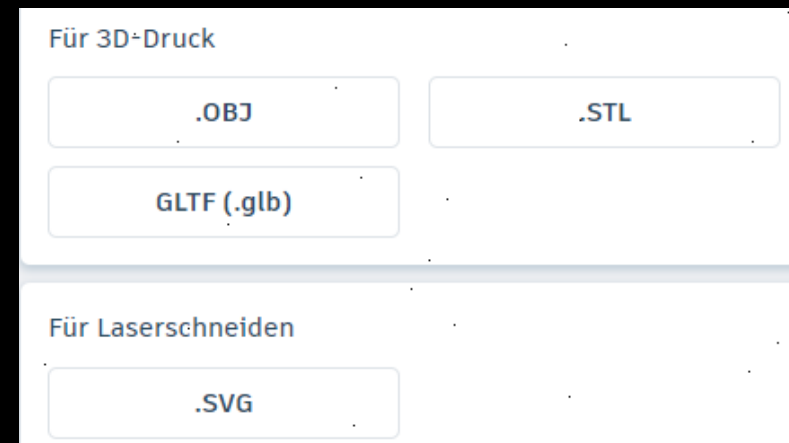 Für 3D-Druck
.OBJ .STL
GLTF (.glb)
Für Laserschneiden
.SVG